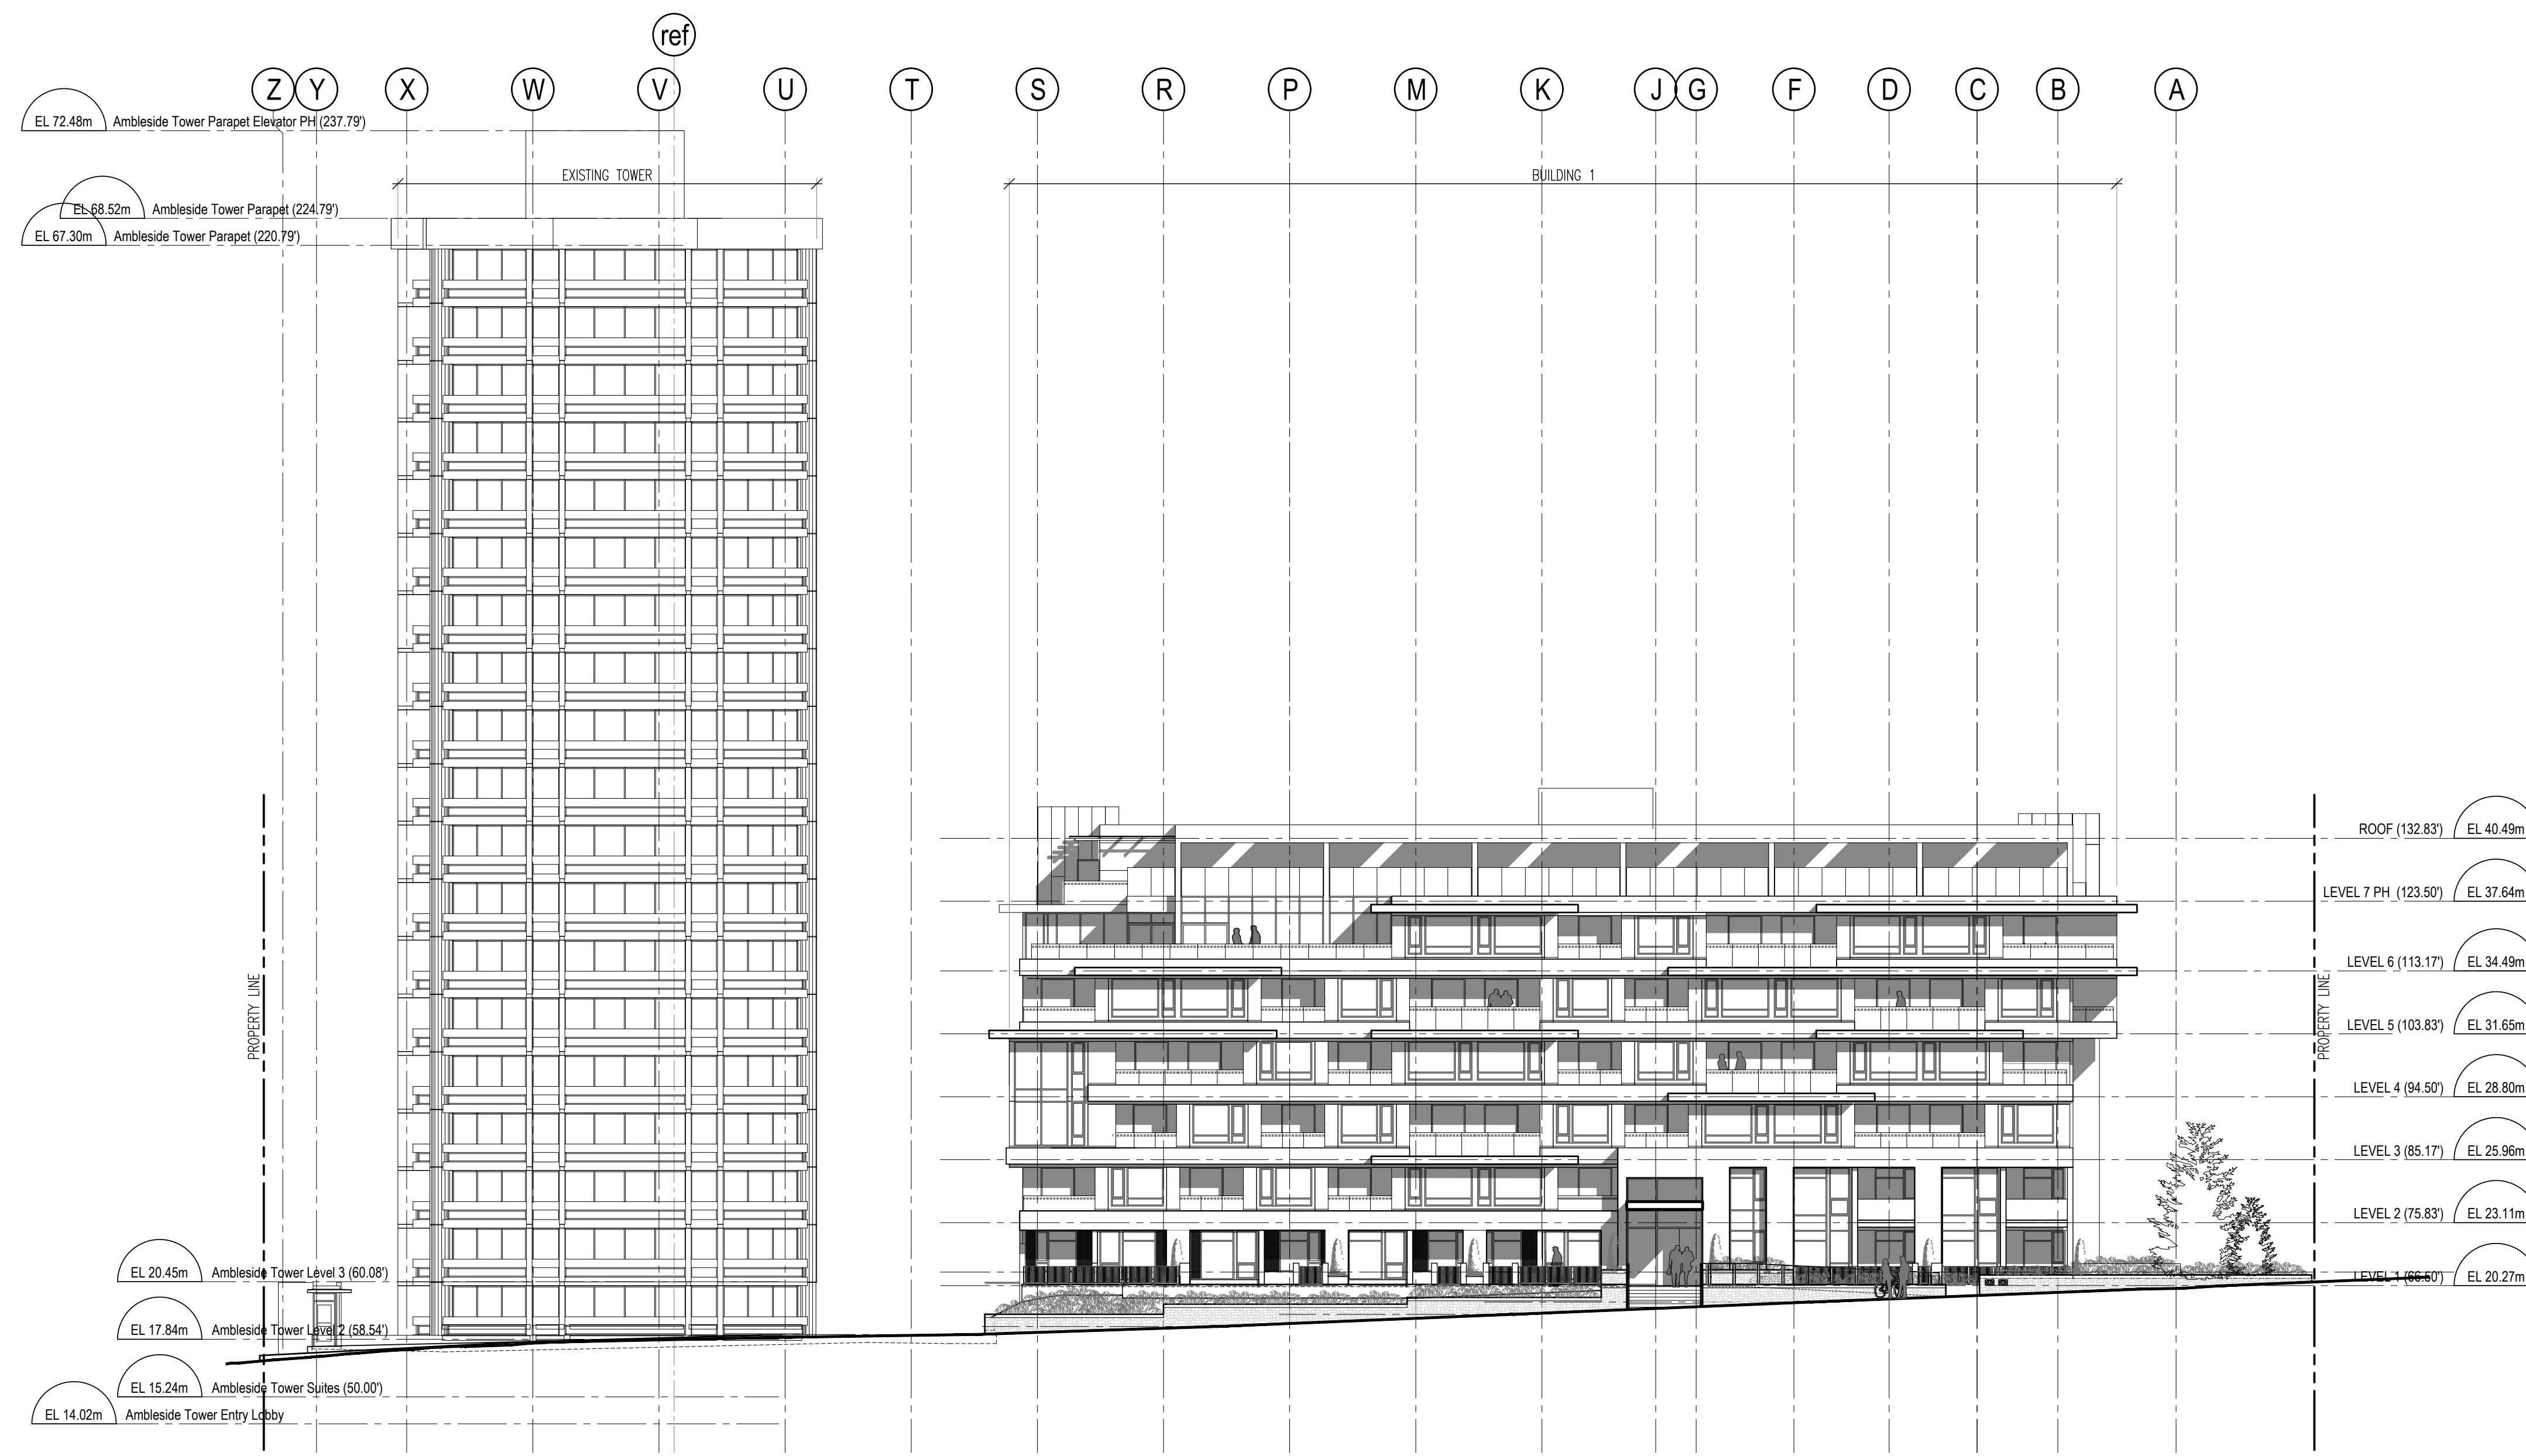 ref
Z Y X W V U T S R P M K J G F D C B A
EL 72.48m Ambleside Tower Parapet Elevator PH (237.79')
EXISTING TOWER
BUILDING 1
EL 68.52m Ambleside Tower Parapet (224.79')
EL 67.30m Ambleside Tower Parapet (220.79')
ROOF (132.83') EL 40.49m
LEVEL 7 PH (123.50') EL 37.64m
LEVEL 6 (113.17') EL 34.49m
PROPERTY LINE
PROPERTY LINE
LEVEL 5 (103.83') EL 31.65m
LEVEL 4 (94.50') EL 28.80m
LEVEL 3 (85.17') EL 25.96m
LEVEL 2 (75.83') EL 23.11m
EL 20.45m Ambleside Tower Level 3 (60.08')
LEVEL 1 (66.50') EL 20.27m
EL 17.84m Ambleside Tower Level 2 (58.54')
EL 15.24m Ambleside Tower Suites (50.00')
EL 14.02m Ambleside Tower Entry Lobby